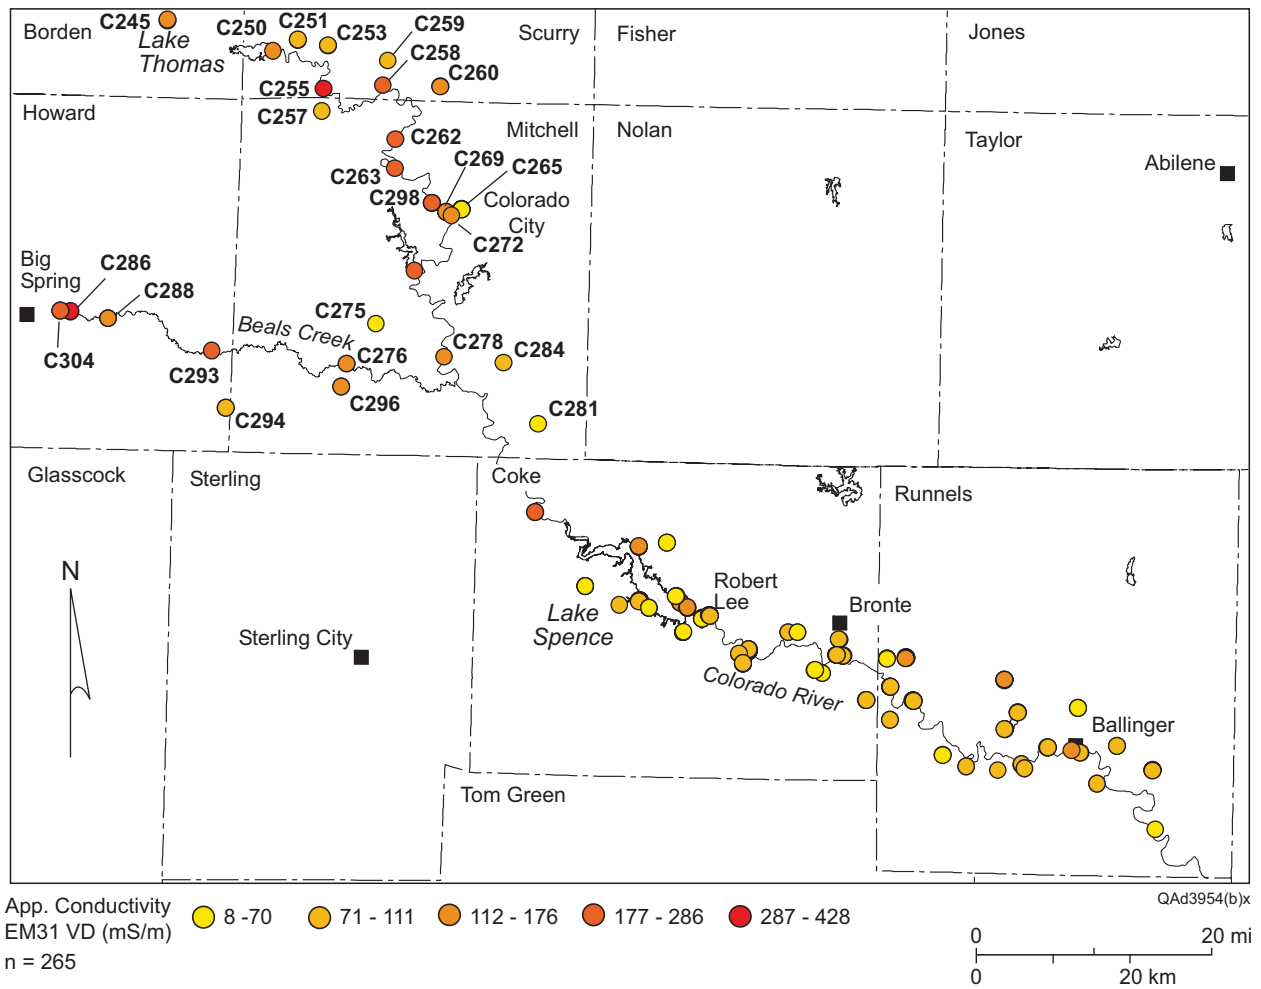 Borden
C245
Lake
Thomas
C250
C251
C253
C259
C258
C260
Scurry
Fisher
Jones
C255
C257
Howard
C262
Mitchell
Nolan
Taylor
Abilene
C263
C269
C265
C298
Colorado
City
C272
Big
Spring
C286
C288
C304
C293
C294
Beals Creek
C275
C276
C296
C278
C284
C281
Glasscock
Sterling
Coke
Runnels
N
Sterling City
Lake
Spence
Robert
Lee
Bronte
Colorado River
Ballinger
Tom Green
QAd3954(b)x
App. Conductivity
EM31 VD (mS/m)
n = 265
8 -70
71 - 111
112 - 176
177 - 286
287 - 428
0
20 mi
0
20 km